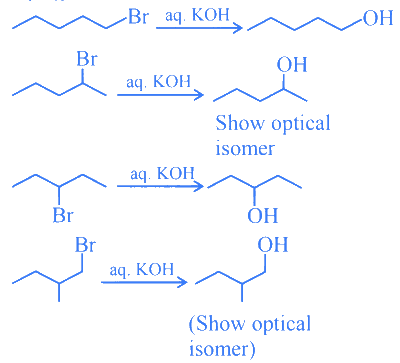 Br aq. KOH OH
Br aq. KOH OH
Show optical
isomer
aq. KOH
Br OH
Br aq. KOH OH
(Show optical
isomer)